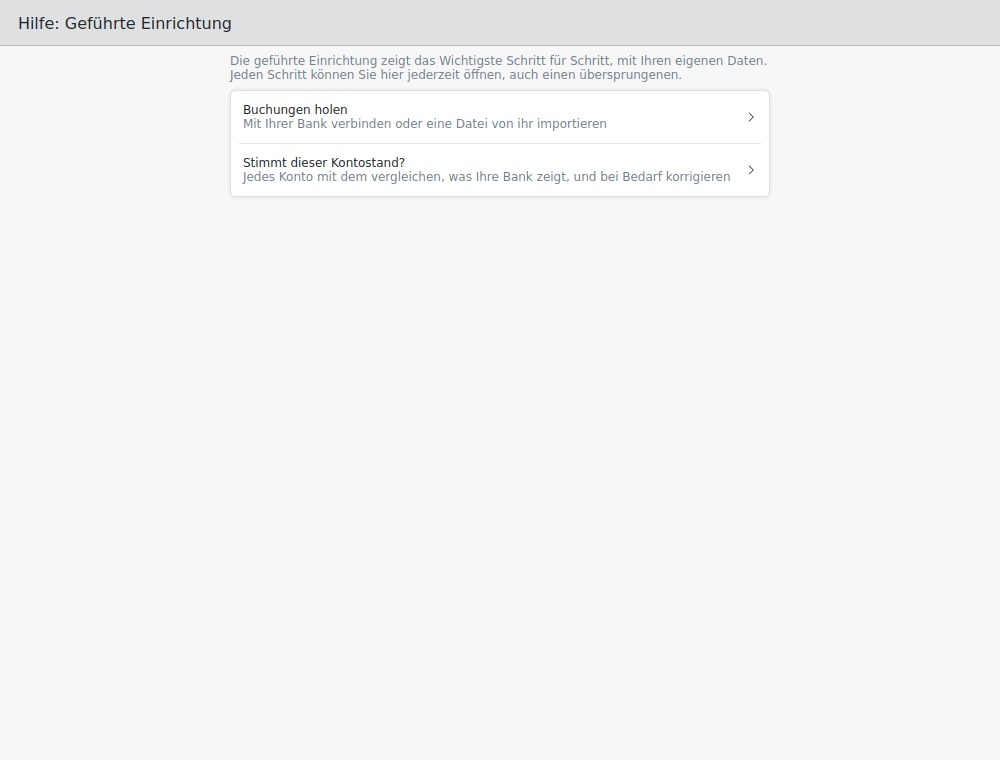 Hilfe: Geführte Einrichtung
Die geführte Einrichtung zeigt das Wichtigste Schritt für Schritt, mit Ihren eigenen Daten.
Jeden Schritt können Sie hier jederzeit öffnen, auch einen übersprungenen.
Buchungen holen
Mit Ihrer Bank verbinden oder eine Datei von ihr importieren
Stimmt dieser Kontostand?
Jedes Konto mit dem vergleichen, was Ihre Bank zeigt, und bei Bedarf korrigieren